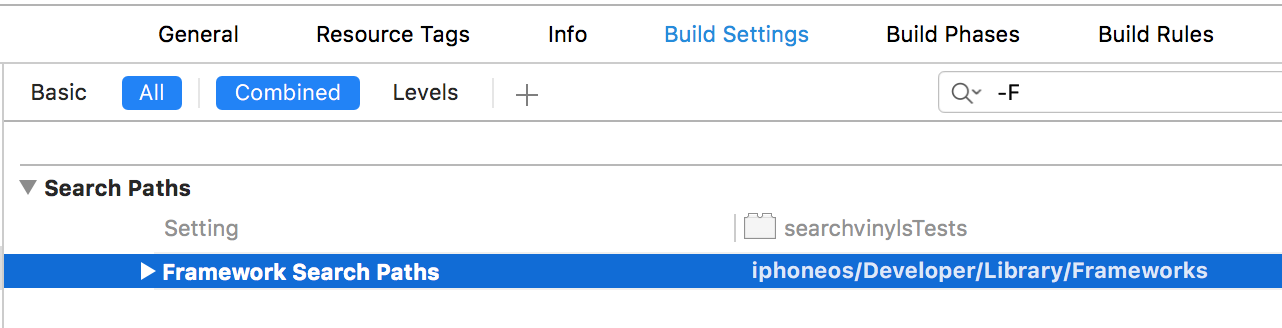 General Resource Tags Info Build Settings Build Phases Build Rules
Basic All Combined Levels + -F
Search Paths
Setting searchvinylsTests
Framework Search Paths iphoneos/Developer/Library/Frameworks